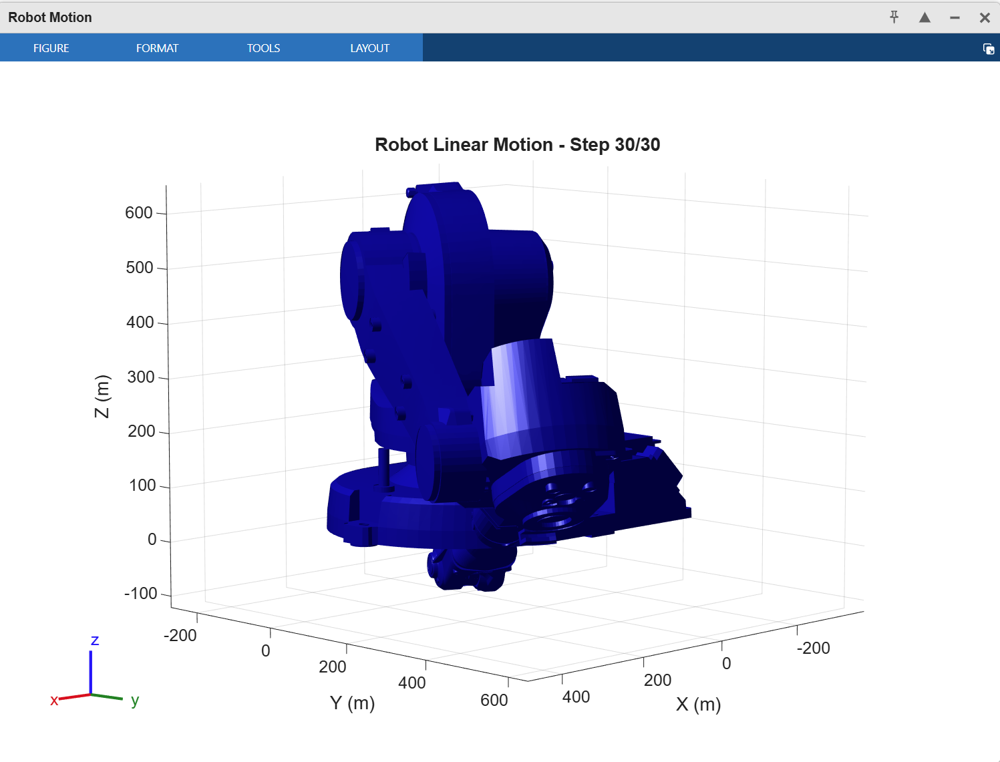 Robot Motion
FIGURE FORMAT TOOLS LAYOUT
Robot Linear Motion - Step 30/30
600
500
400
300
200
100
0
-100
Z (m)
-200
0
200
400
600
Y (m)
400
200
0
-200
X (m)
z
x
y